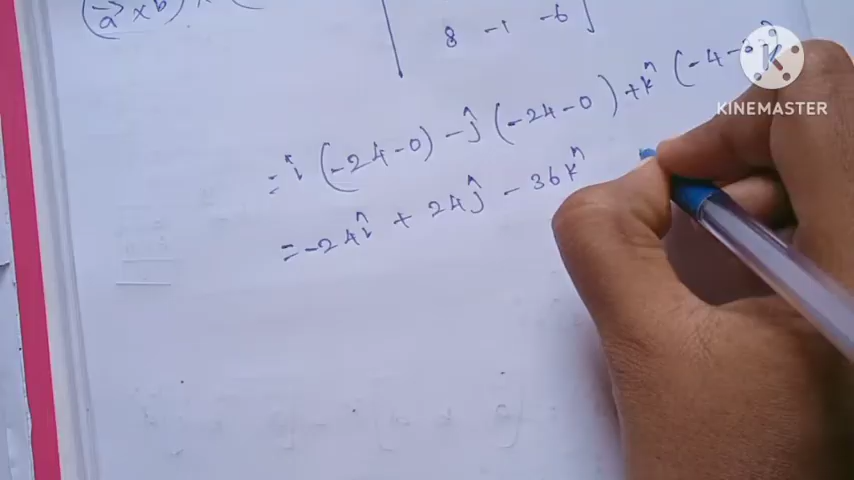 (a⃗ × b⃗) × (
8 -1 -6
= î (-24-0) - ĵ (-24-0) + k̂ (-4-
= -24î + 24ĵ - 36k̂
KINEMASTER